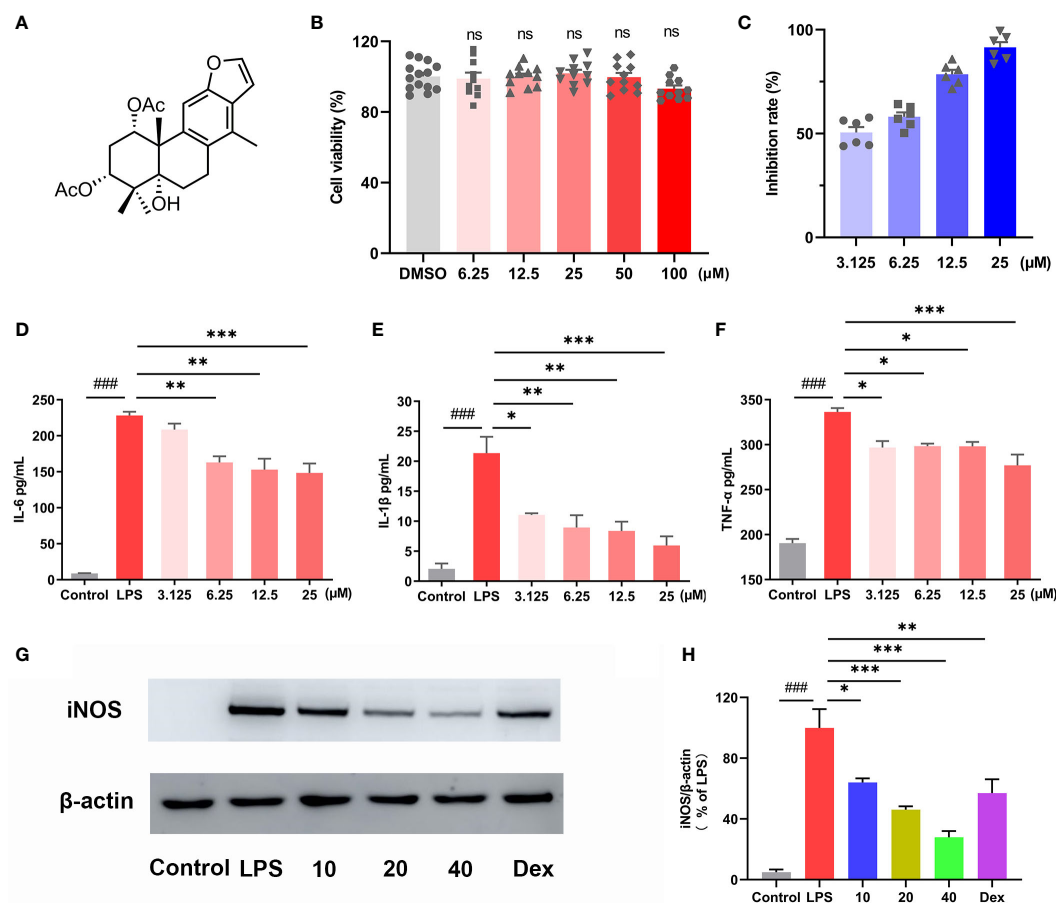 A
O
OAc
AcO
OH
B
ns ns ns ns ns
Cell viability (%)
120
80
40
0
DMSO 6.25 12.5 25 50 100 (μM)
C
Inhibition rate (%)
100
50
0
3.125 6.25 12.5 25 (μM)
D
***
**
**
###
IL-6 pg/mL
250
200
150
100
50
0
Control LPS 3.125 6.25 12.5 25 (μM)
E
***
**
**
*
###
IL-1β pg/mL
30
25
20
15
10
5
0
Control LPS 3.125 6.25 12.5 25 (μM)
F
***
*
*
*
###
TNF-α pg/mL
350
300
250
200
150
Control LPS 3.125 6.25 12.5 25 (μM)
G
iNOS
β-actin
Control LPS 10 20 40 Dex
H
**
***
***
*
###
iNOS/β-actin
( % of LPS)
120
80
40
0
Control LPS 10 20 40 Dex